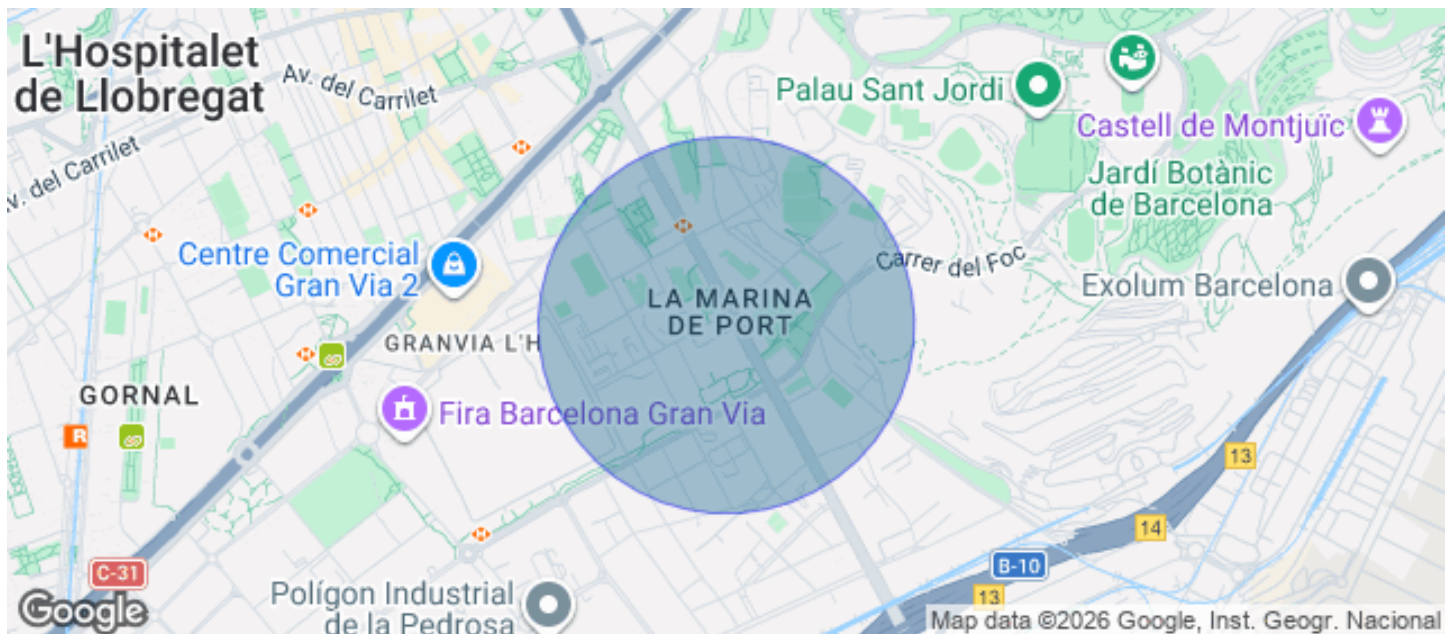 L'Hospitalet
de Llobregat
Av. del Carrilet
Av. del Carrilet
Palau Sant Jordi
Castell de Montjuïc
Jardí Botànic
de Barcelona
Centre Comercial
Gran Via 2
Carrer del Foc
Exolum Barcelona
LA MARINA
DE PORT
GRANVIA L'H
GORNAL
Fira Barcelona Gran Via
R
13
14
B-10
C-31
13
Polígon Industrial
de la Pedrosa
Google
Map data ©2026 Google, Inst. Geogr. Nacional